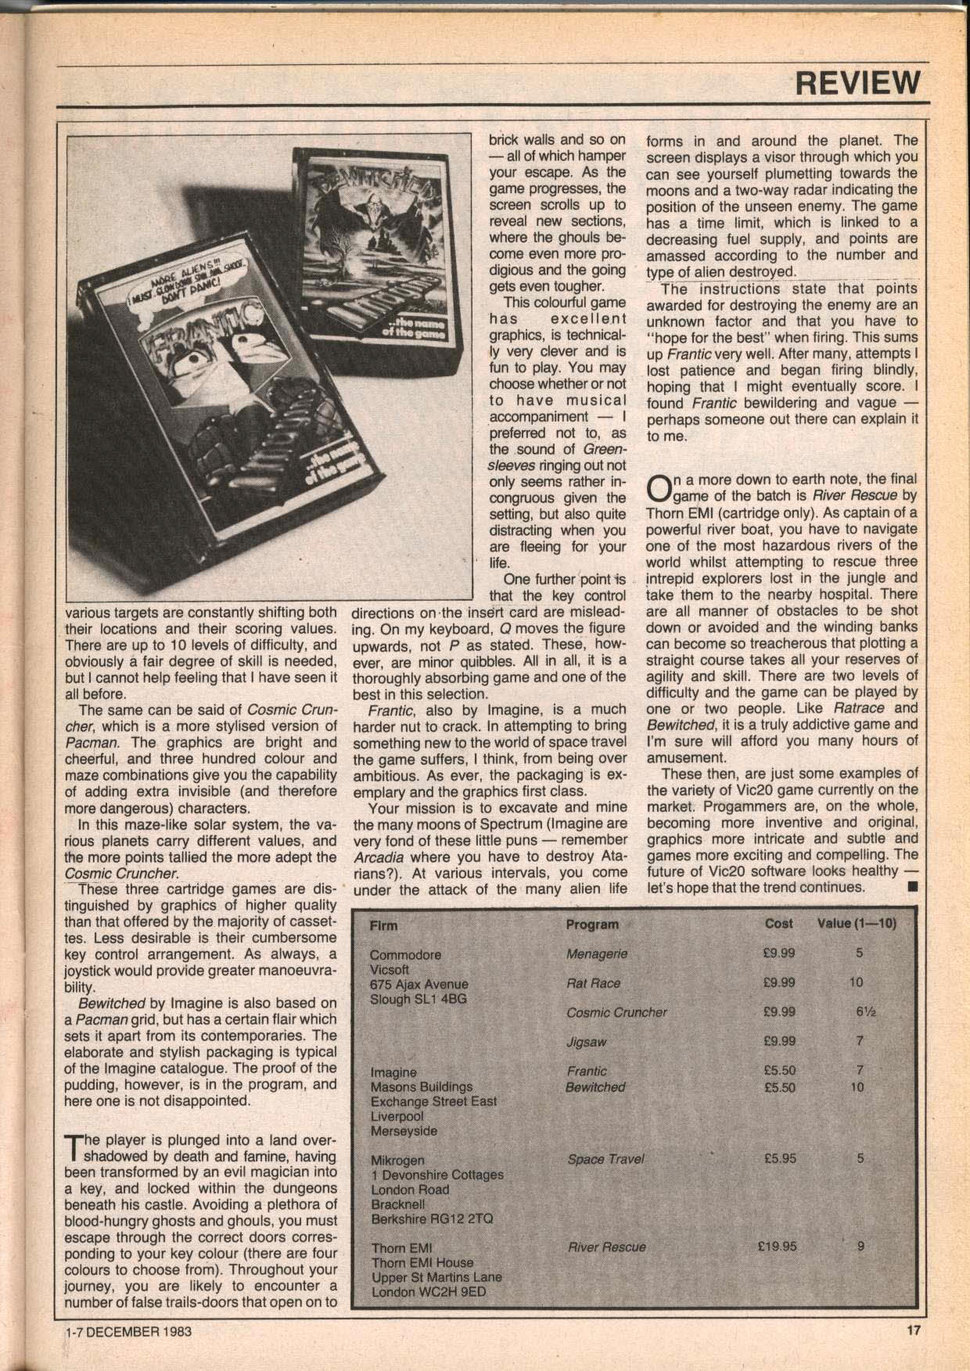 REVIEW
MORE ALIENS!!!
I MUST SLOW DOWN SPIN, AIM, SHOOT.
DON'T PANIC!
FRANTIC
IMAGINE
...the name
of the game
BEWITCHED
IMAGINE
...the name
of the game
various targets are constantly shifting both
their locations and their scoring values.
There are up to 10 levels of difficulty, and
obviously a fair degree of skill is needed,
but I cannot help feeling that I have seen it
all before.
The same can be said of Cosmic Crun-
cher, which is a more stylised version of
Pacman. The graphics are bright and
cheerful, and three hundred colour and
maze combinations give you the capability
of adding extra invisible (and therefore
more dangerous) characters.
In this maze-like solar system, the va-
rious planets carry different values, and
the more points tallied the more adept the
Cosmic Cruncher.
These three cartridge games are dis-
tinguished by graphics of higher quality
than that offered by the majority of casset-
tes. Less desirable is their cumbersome
key control arrangement. As always, a
joystick would provide greater manoeuvra-
bility.
Bewitched by Imagine is also based on
a Pacman grid, but has a certain flair which
sets it apart from its contemporaries. The
elaborate and stylish packaging is typical
of the Imagine catalogue. The proof of the
pudding, however, is in the program, and
here one is not disappointed.
The player is plunged into a land over-
shadowed by death and famine, having
been transformed by an evil magician into
a key, and locked within the dungeons
beneath his castle. Avoiding a plethora of
blood-hungry ghosts and ghouls, you must
escape through the correct doors corres-
ponding to your key colour (there are four
colours to choose from). Throughout your
journey, you are likely to encounter a
number of false trails-doors that open on to
brick walls and so on
— all of which hamper
your escape. As the
game progresses, the
screen scrolls up to
reveal new sections,
where the ghouls be-
come even more pro-
digious and the going
gets even tougher.
This colourful game
has excellent
graphics, is technical-
ly very clever and is
fun to play. You may
choose whether or not
to have musical
accompaniment — I
preferred not to, as
the sound of Green-
sleeves ringing out not
only seems rather in-
congruous given the
setting, but also quite
distracting when you
are fleeing for your
life.
One further point is
that the key control
directions on the insert card are mislead-
ing. On my keyboard, Q moves the figure
upwards, not P as stated. These, how-
ever, are minor quibbles. All in all, it is a
thoroughly absorbing game and one of the
best in this selection.
Frantic, also by Imagine, is a much
harder nut to crack. In attempting to bring
something new to the world of space travel
the game suffers, I think, from being over
ambitious. As ever, the packaging is ex-
emplary and the graphics first class.
Your mission is to excavate and mine
the many moons of Spectrum (Imagine are
very fond of these little puns — remember
Arcadia where you have to destroy Ata-
rians?). At various intervals, you come
under the attack of the many alien life
forms in and around the planet. The
screen displays a visor through which you
can see yourself plumetting towards the
moons and a two-way radar indicating the
position of the unseen enemy. The game
has a time limit, which is linked to a
decreasing fuel supply, and points are
amassed according to the number and
type of alien destroyed.
The instructions state that points
awarded for destroying the enemy are an
unknown factor and that you have to
"hope for the best" when firing. This sums
up Frantic very well. After many, attempts I
lost patience and began firing blindly,
hoping that I might eventually score. I
found Frantic bewildering and vague —
perhaps someone out there can explain it
to me.
On a more down to earth note, the final
game of the batch is River Rescue by
Thorn EMI (cartridge only). As captain of a
powerful river boat, you have to navigate
one of the most hazardous rivers of the
world whilst attempting to rescue three
intrepid explorers lost in the jungle and
take them to the nearby hospital. There
are all manner of obstacles to be shot
down or avoided and the winding banks
can become so treacherous that plotting a
straight course takes all your reserves of
agility and skill. There are two levels of
difficulty and the game can be played by
one or two people. Like Ratrace and
Bewitched, it is a truly addictive game and
I'm sure will afford you many hours of
amusement.
These then, are just some examples of
the variety of Vic20 game currently on the
market. Progammers are, on the whole,
becoming more inventive and original,
graphics more intricate and subtle and
games more exciting and compelling. The
future of Vic20 software looks healthy —
let's hope that the trend continues. ■
Firm Program Cost Value (1—10)
Commodore Menagerie £9.99 5
Vicsoft
675 Ajax Avenue Rat Race £9.99 10
Slough SL1 4BG
Cosmic Cruncher £9.99 6½
Jigsaw £9.99 7
Imagine Frantic £5.50 7
Masons Buildings Bewitched £5.50 10
Exchange Street East
Liverpool
Merseyside
Mikrogen Space Travel £5.95 5
1 Devonshire Cottages
London Road
Bracknell
Berkshire RG12 2TQ
Thorn EMI River Rescue £19.95 9
Thorn EMI House
Upper St Martins Lane
London WC2H 9ED
1-7 DECEMBER 1983
17